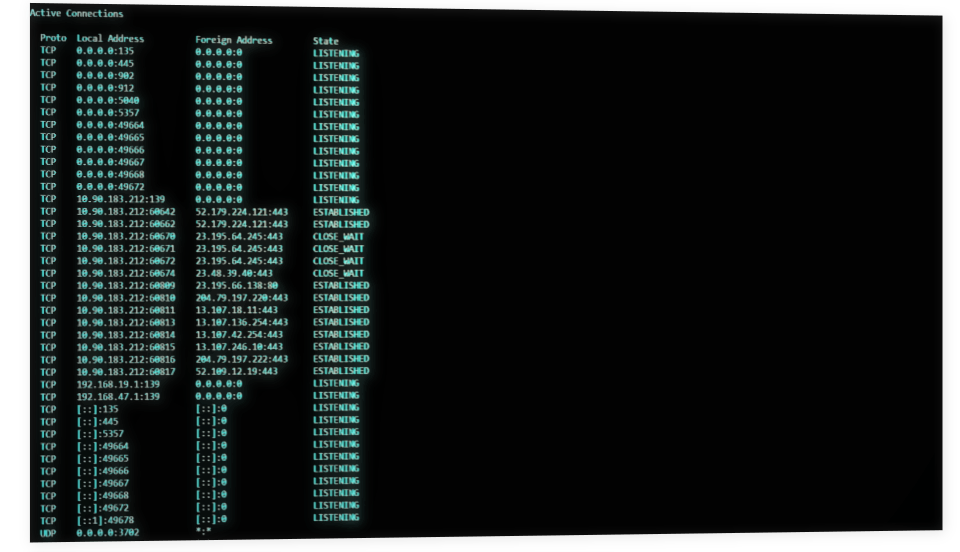 Active Connections
Proto Local Address Foreign Address State
TCP 0.0.0.0:135 0.0.0.0:0 LISTENING
TCP 0.0.0.0:445 0.0.0.0:0 LISTENING
TCP 0.0.0.0:902 0.0.0.0:0 LISTENING
TCP 0.0.0.0:912 0.0.0.0:0 LISTENING
TCP 0.0.0.0:5040 0.0.0.0:0 LISTENING
TCP 0.0.0.0:5357 0.0.0.0:0 LISTENING
TCP 0.0.0.0:49664 0.0.0.0:0 LISTENING
TCP 0.0.0.0:49665 0.0.0.0:0 LISTENING
TCP 0.0.0.0:49666 0.0.0.0:0 LISTENING
TCP 0.0.0.0:49667 0.0.0.0:0 LISTENING
TCP 0.0.0.0:49668 0.0.0.0:0 LISTENING
TCP 0.0.0.0:49672 0.0.0.0:0 LISTENING
TCP 10.90.183.212:139 0.0.0.0:0 LISTENING
TCP 10.90.183.212:60642 52.179.224.121:443 ESTABLISHED
TCP 10.90.183.212:60662 52.179.224.121:443 ESTABLISHED
TCP 10.90.183.212:60670 23.195.64.245:443 CLOSE_WAIT
TCP 10.90.183.212:60671 23.195.64.245:443 CLOSE_WAIT
TCP 10.90.183.212:60672 23.195.64.245:443 CLOSE_WAIT
TCP 10.90.183.212:60674 23.48.39.40:443 CLOSE_WAIT
TCP 10.90.183.212:60809 23.195.66.138:80 ESTABLISHED
TCP 10.90.183.212:60810 204.79.197.220:443 ESTABLISHED
TCP 10.90.183.212:60811 13.107.18.11:443 ESTABLISHED
TCP 10.90.183.212:60813 13.107.136.254:443 ESTABLISHED
TCP 10.90.183.212:60814 13.107.42.254:443 ESTABLISHED
TCP 10.90.183.212:60815 13.107.246.10:443 ESTABLISHED
TCP 10.90.183.212:60816 204.79.197.222:443 ESTABLISHED
TCP 10.90.183.212:60817 52.109.12.19:443 ESTABLISHED
TCP 192.168.19.1:139 0.0.0.0:0 LISTENING
TCP 192.168.47.1:139 0.0.0.0:0 LISTENING
TCP [::]:135 [::]:0 LISTENING
TCP [::]:445 [::]:0 LISTENING
TCP [::]:5357 [::]:0 LISTENING
TCP [::]:49664 [::]:0 LISTENING
TCP [::]:49665 [::]:0 LISTENING
TCP [::]:49666 [::]:0 LISTENING
TCP [::]:49667 [::]:0 LISTENING
TCP [::]:49668 [::]:0 LISTENING
TCP [::]:49672 [::]:0 LISTENING
TCP [::1]:49678 [::]:0 LISTENING
UDP 0.0.0.0:3702 *:*